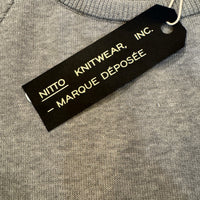 NITTO KNITWEAR, INC.
— MARQUE DÉPOSÉE